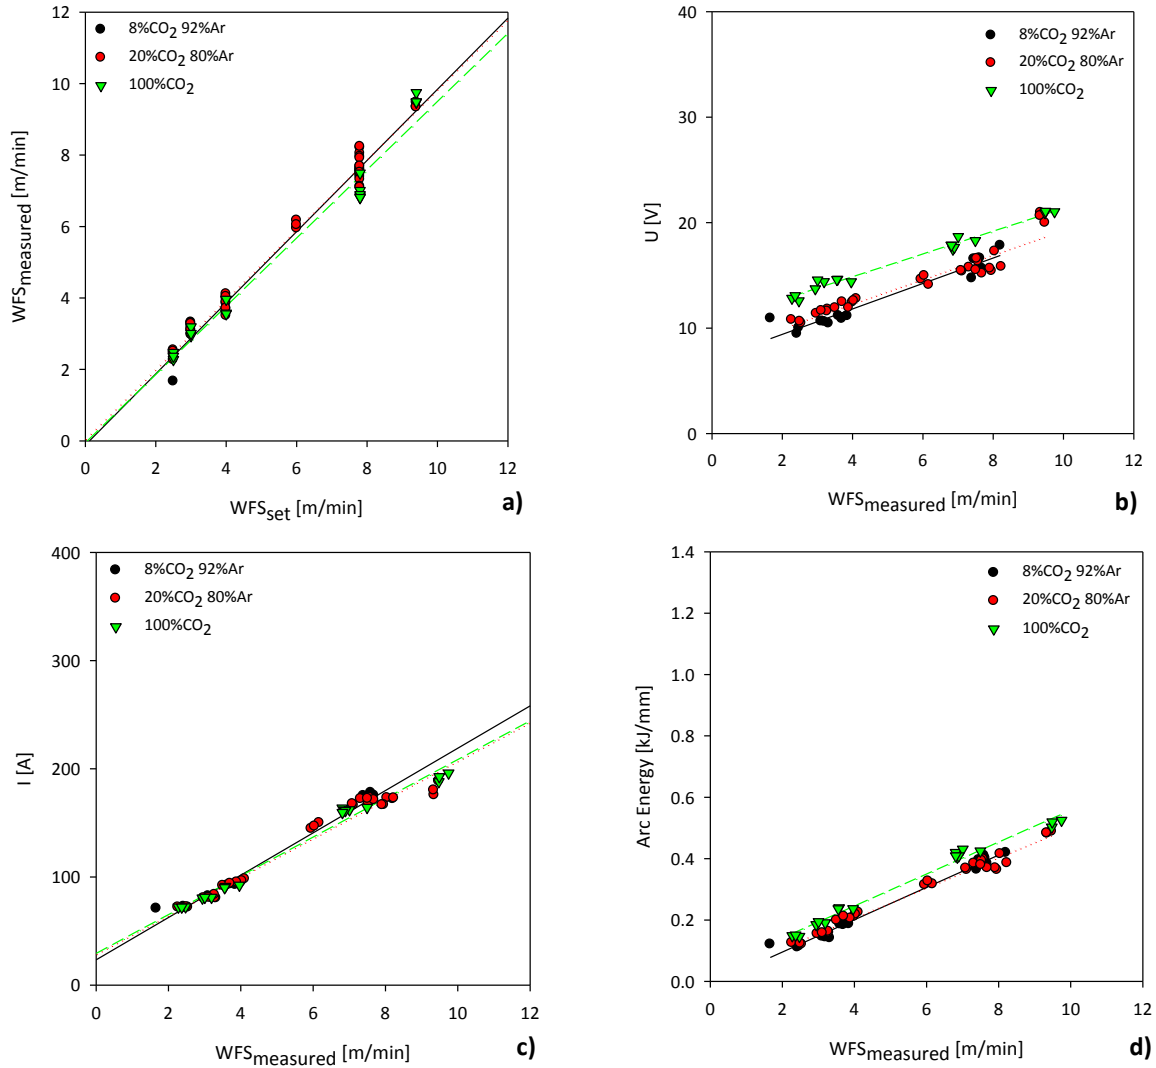 12
10
8
6
4
2
0
0 2 4 6 8 10 12
WFSmeasured [m/min]
WFSset [m/min]
8%CO2 92%Ar
20%CO2 80%Ar
100%CO2
a)
40
30
20
10
0
0 2 4 6 8 10 12
U [V]
WFSmeasured [m/min]
8%CO2 92%Ar
20%CO2 80%Ar
100%CO2
b)
400
300
200
100
0
0 2 4 6 8 10 12
I [A]
WFSmeasured [m/min]
8%CO2 92%Ar
20%CO2 80%Ar
100%CO2
c)
1.4
1.2
1.0
0.8
0.6
0.4
0.2
0.0
0 2 4 6 8 10 12
Arc Energy [kJ/mm]
WFSmeasured [m/min]
8%CO2 92%Ar
20%CO2 80%Ar
100%CO2
d)